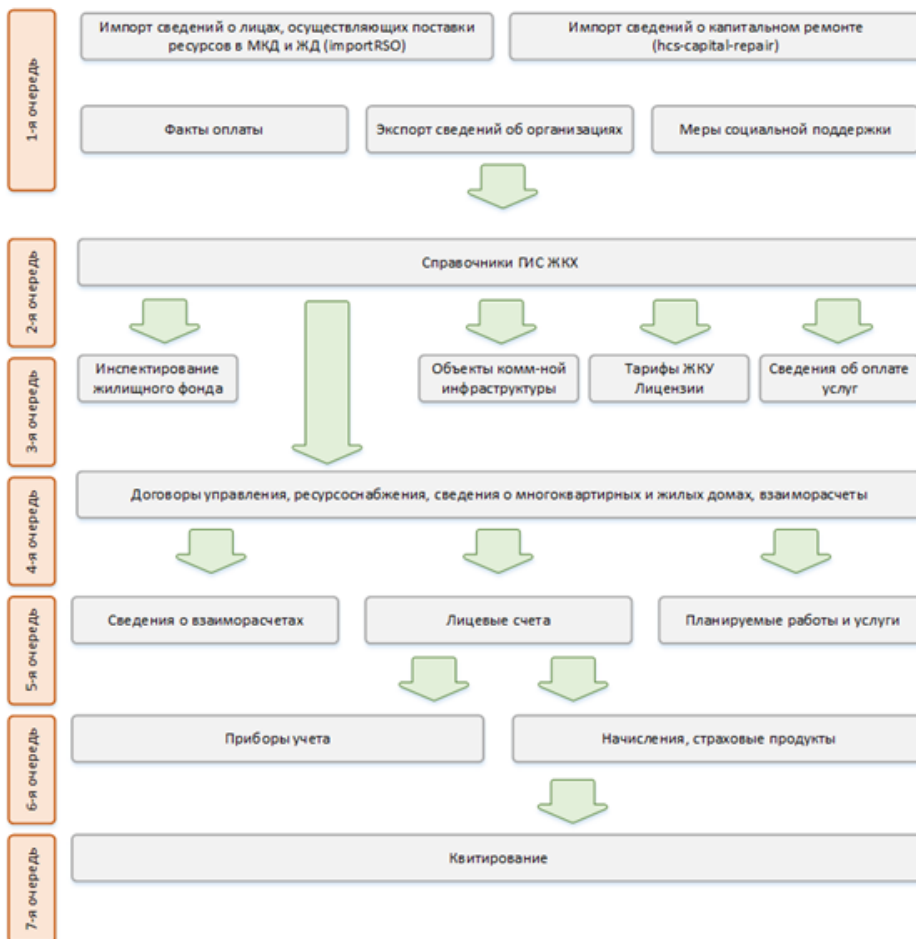 1-я очередь
Импорт сведений о лицах, осуществляющих поставки
ресурсов в МКД и ЖД (importRSO)
Импорт сведений о капитальном ремонте
(hcs-capital-repair)
Факты оплаты
Экспорт сведений об организациях
Меры социальной поддержки
2-я очередь
Справочники ГИС ЖКХ
3-я очередь
Инспектирование
жилищного фонда
Объекты комм-ной
инфраструктуры
Тарифы ЖКУ
Лицензии
Сведения об оплате
услуг
4-я очередь
Договоры управления, ресурсоснабжения, сведения о многоквартирных и жилых домах, взаиморасчеты
5-я очередь
Сведения о взаиморасчетах
Лицевые счета
Планируемые работы и услуги
6-я очередь
Приборы учета
Начисления, страховые продукты
7-я очередь
Квитирование